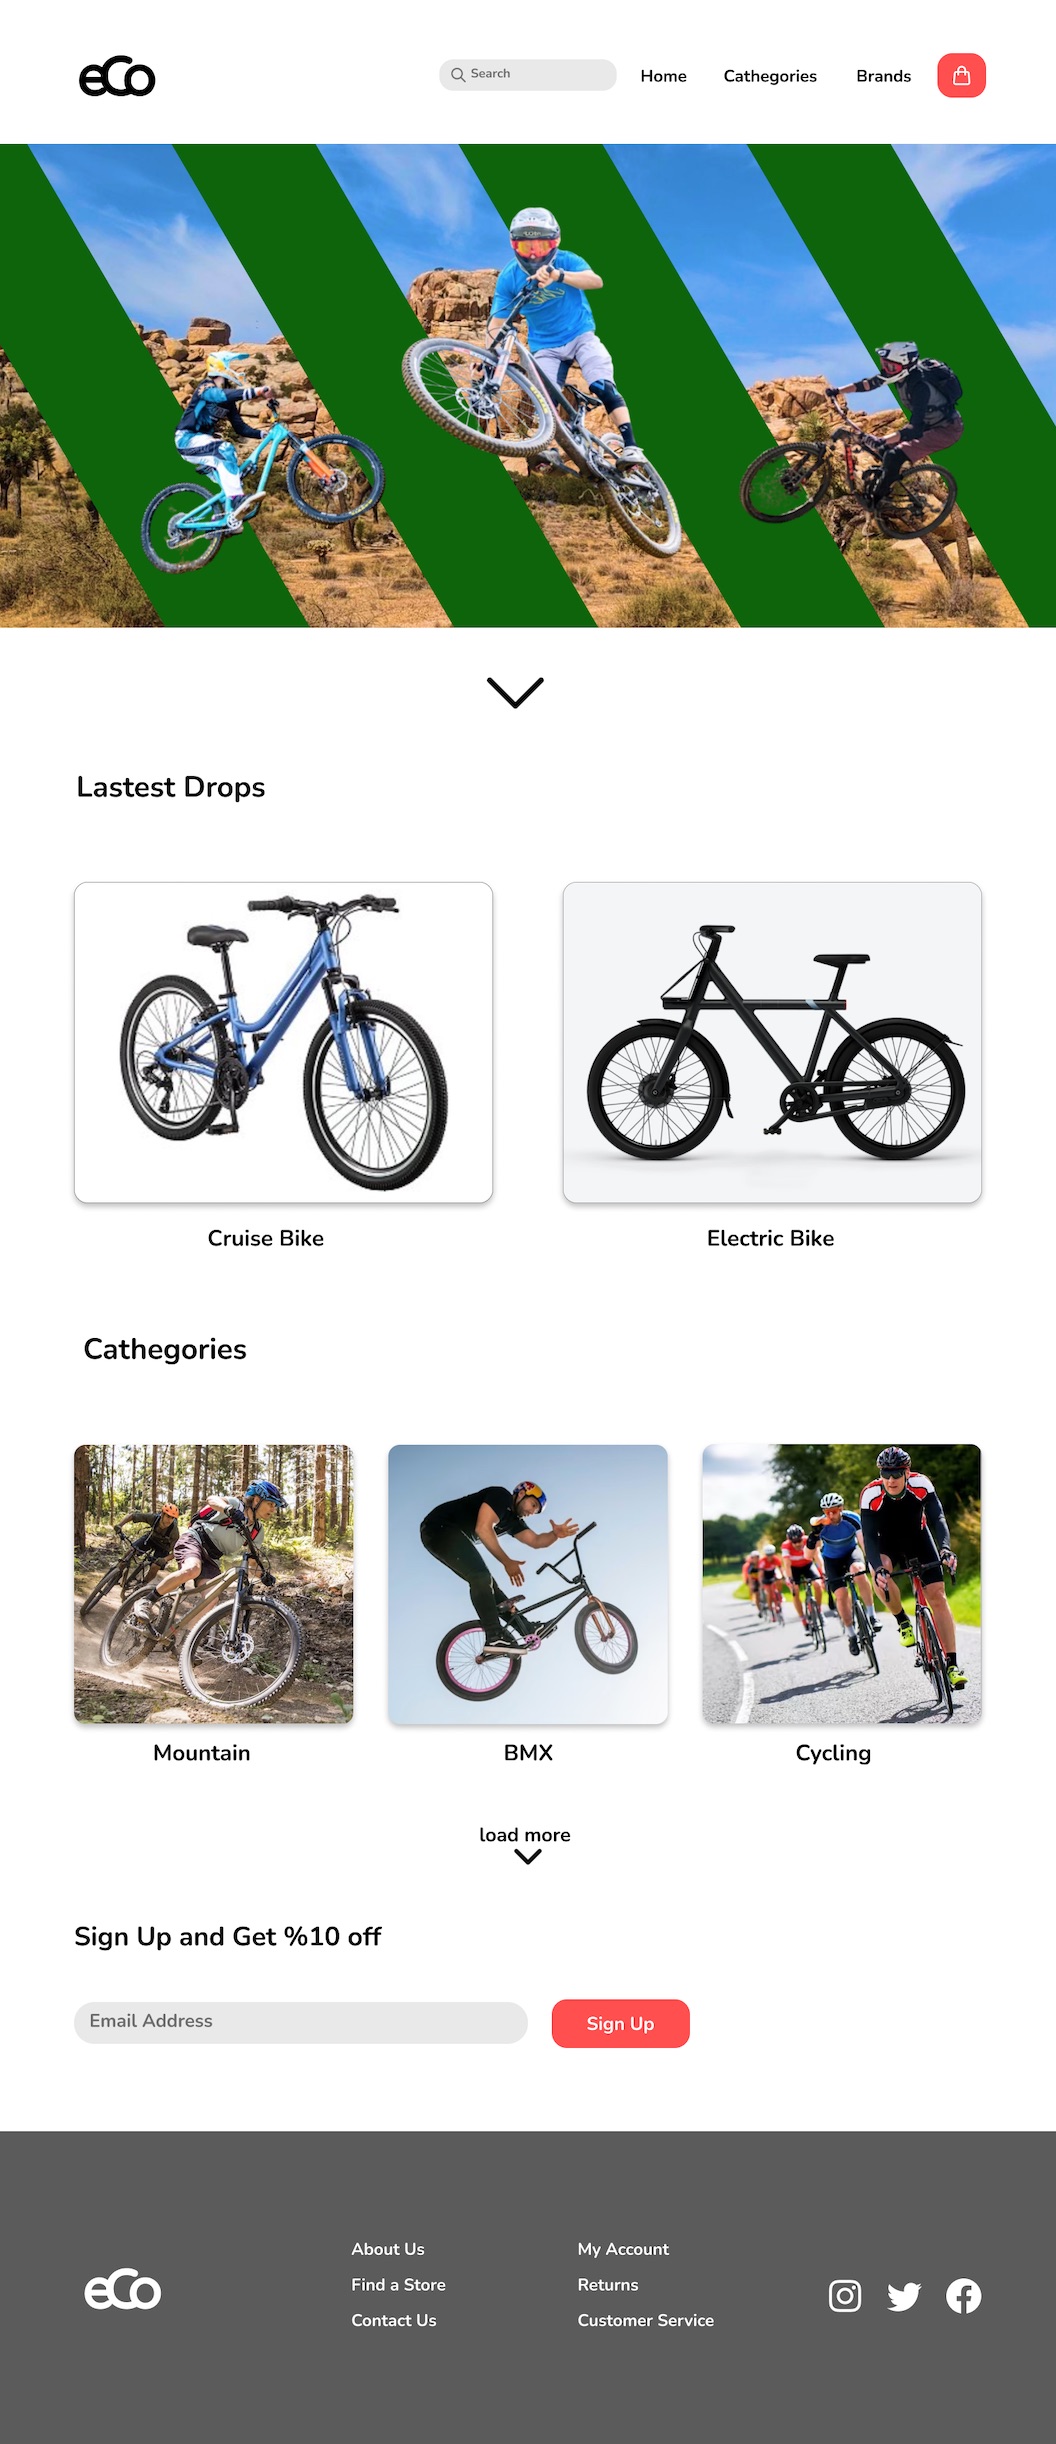 eCo
Search
Home
Cathegories
Brands
Lastest Drops
Cruise Bike
Electric Bike
Cathegories
Mountain
BMX
Cycling
load more
Sign Up and Get %10 off
Email Address
Sign Up
eCo
About Us
Find a Store
Contact Us
My Account
Returns
Customer Service